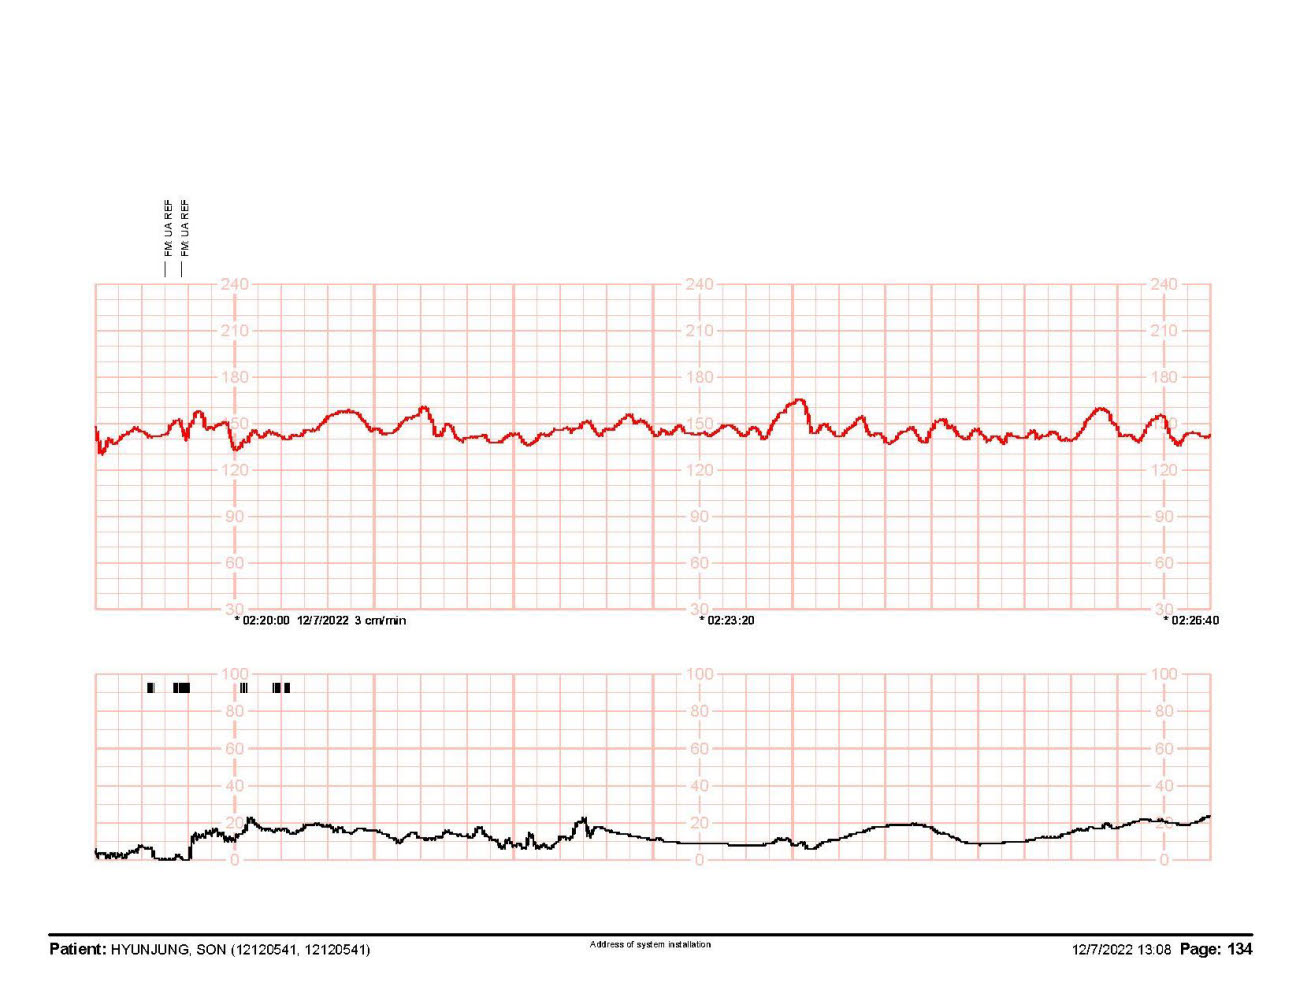 FM: UA REF
FM: UA REF
240 240 240
210 210 210
180 180 180
150 150 150
120 120 120
90 90 90
60 60 60
30 30 30
* 02:20:00 12/7/2022 3 cm/min * 02:23:20 * 02:26:40
100 100 100
80 80 80
60 60 60
40 40 40
20 20 20
0 0 0
Patient: HYUNJUNG, SON (12120541, 12120541) Address of system installation 12/7/2022 13:08 Page: 134